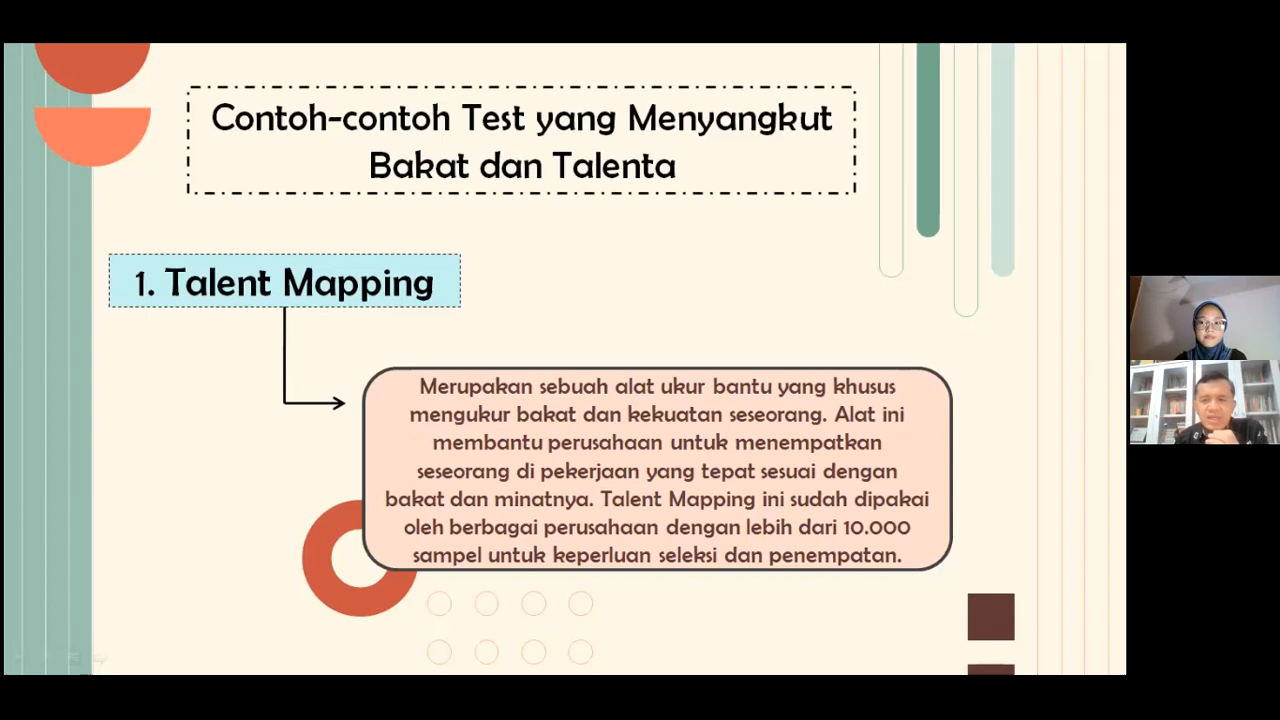 Contoh-contoh Test yang Menyangkut
Bakat dan Talenta
1. Talent Mapping
Merupakan sebuah alat ukur bantu yang khusus
mengukur bakat dan kekuatan seseorang. Alat ini
membantu perusahaan untuk menempatkan
seseorang di pekerjaan yang tepat sesuai dengan
bakat dan minatnya. Talent Mapping ini sudah dipakai
oleh berbagai perusahaan dengan lebih dari 10.000
sampel untuk keperluan seleksi dan penempatan.